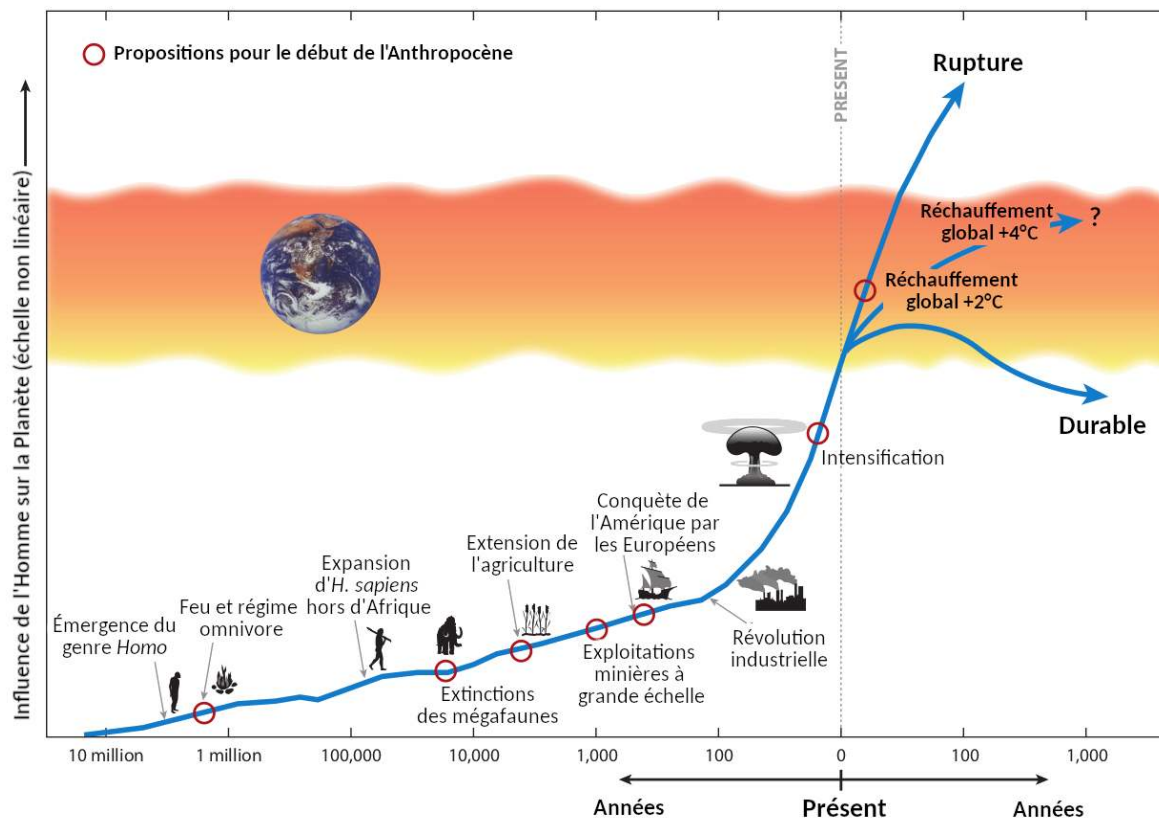 Propositions pour le début de l'Anthropocène
Influence de l'Homme sur la Planète (échelle non linéaire)
PRESENT
Rupture
Réchauffement
global +4°C
?
Réchauffement
global +2°C
Durable
Intensification
Conquète de
l'Amérique par
les Européens
Extension de
l'agriculture
Expansion
d'H. sapiens
hors d'Afrique
Feu et régime
omnivore
Émergence du
genre Homo
Extinctions
des mégafaunes
Exploitations
minières à
grande échelle
Révolution
industrielle
10 million
1 million
100,000
10,000
1,000
100
0
100
1,000
Années
Présent
Années